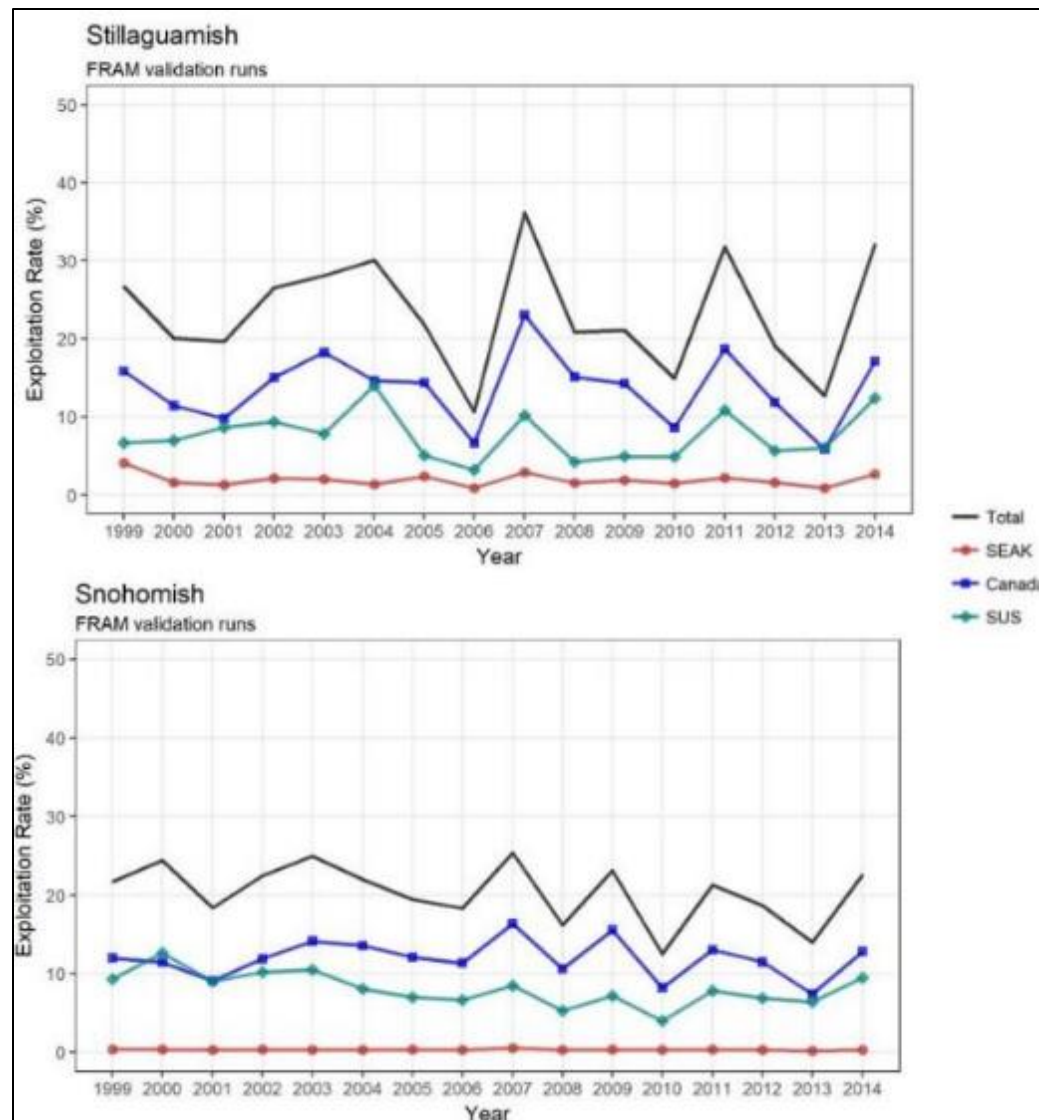 Stillaguamish
FRAM validation runs
50
40
30
20
10
0
Exploitation Rate (%)
1999 2000 2001 2002 2003 2004 2005 2006 2007 2008 2009 2010 2011 2012 2013 2014
Year
Total
SEAK
Canada
SUS
Snohomish
FRAM validation runs
50
40
30
20
10
0
Exploitation Rate (%)
1999 2000 2001 2002 2003 2004 2005 2006 2007 2008 2009 2010 2011 2012 2013 2014
Year